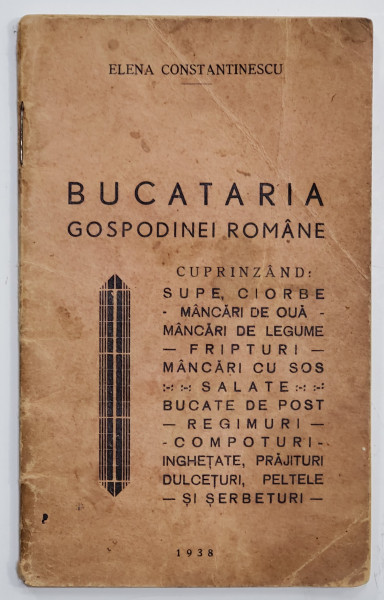 ELENA CONSTANTINESCU
BUCATARIA
GOSPODINEI ROMÂNE
CUPRINZÂND:
SUPE, CIORBE
- MÂNCĂRI DE OUĂ -
MÂNCĂRI DE LEGUME
— FRIPTURI —
MÂNCĂRI CU SOS
:-: :-: SALATE :-: :-:
BUCATE DE POST
— REGIMURI —
- COMPOTURI -
INGHEȚATE, PRĂJITURI
DULCEȚURI, PELTELE
— ȘI ȘERBETURI —
1938